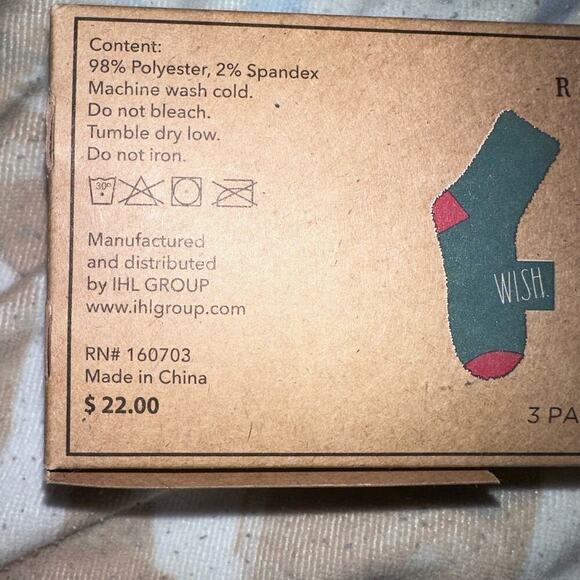 Content:
98% Polyester, 2% Spandex
Machine wash cold.
Do not bleach.
Tumble dry low.
Do not iron.
30°
Manufactured
and distributed
by IHL GROUP
www.ihlgroup.com
RN# 160703
Made in China
$ 22.00
R
WISH.
3 PA